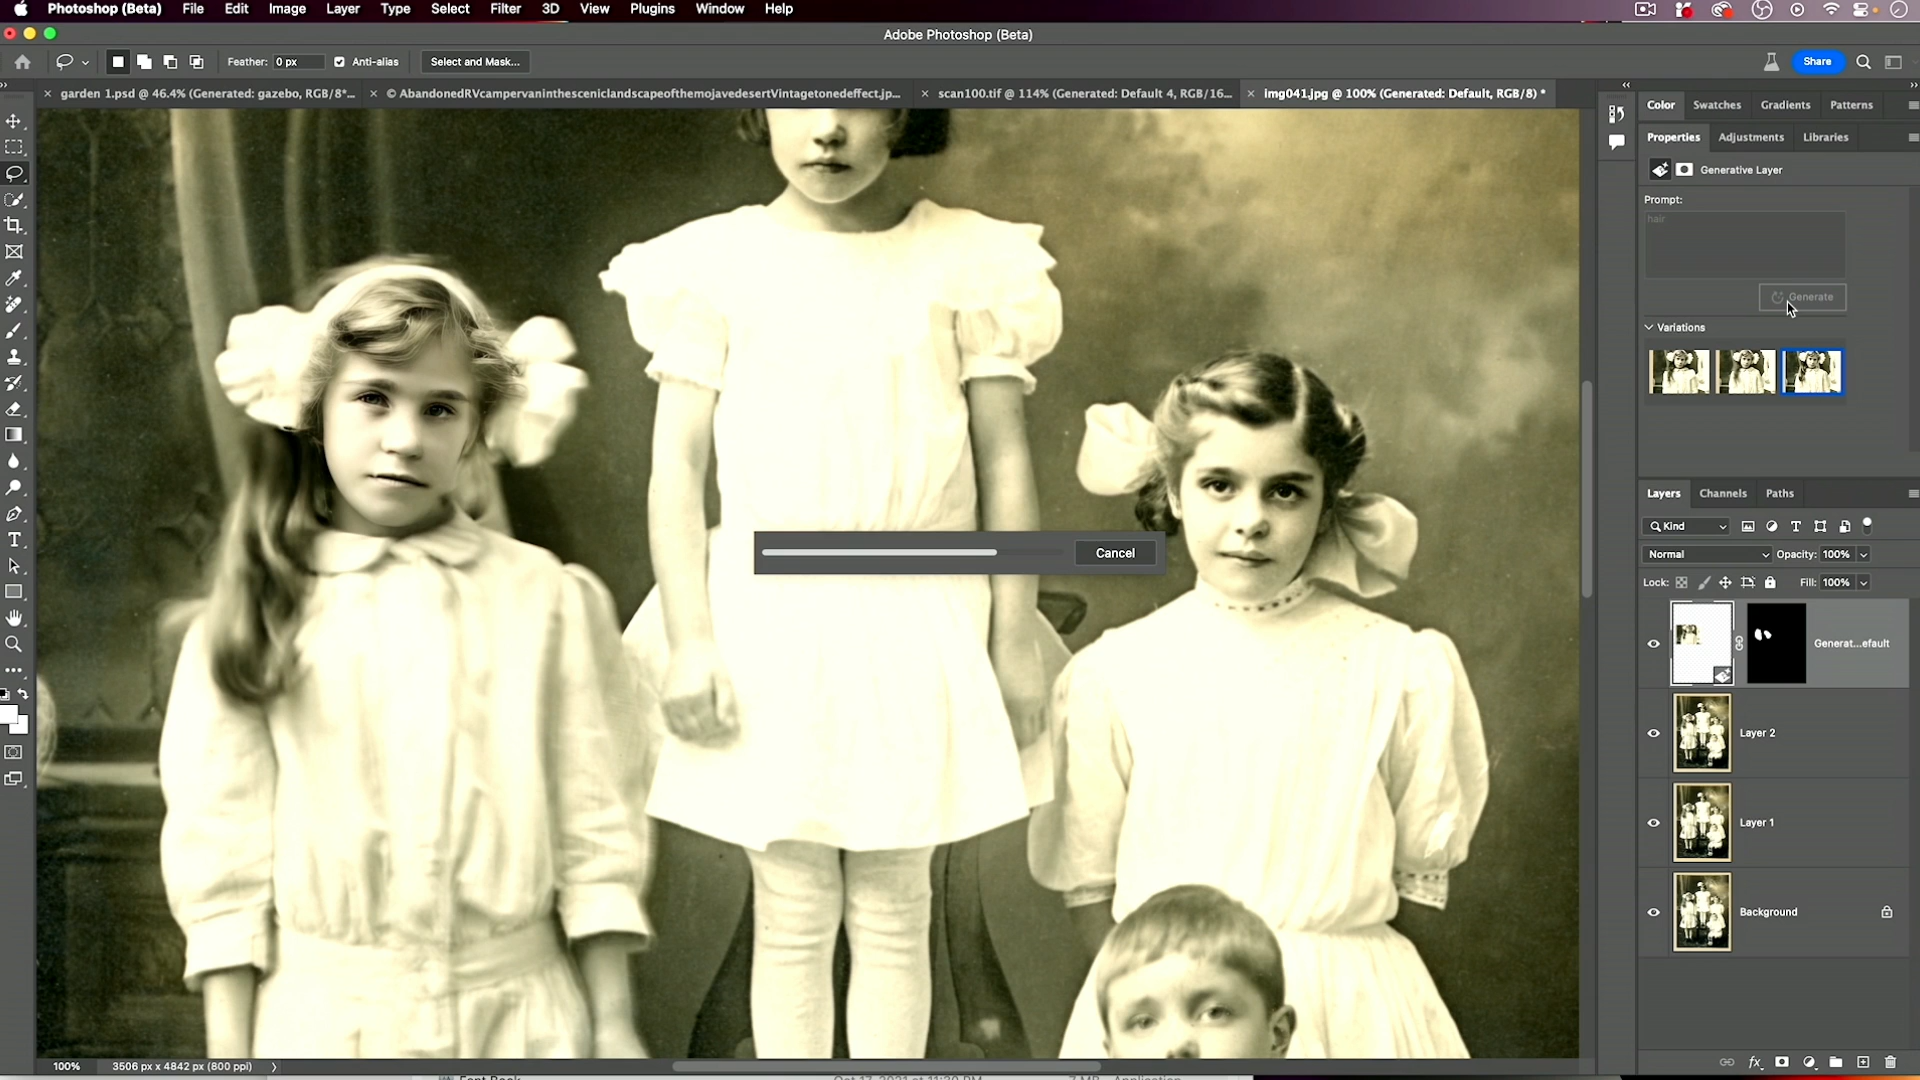 Photoshop (Beta) File Edit Image Layer Type Select Filter 3D View Plugins Window Help
Adobe Photoshop (Beta)
Feather: 0 px Anti-alias Select and Mask... Share
garden 1.psd @ 46.4% (Generated: gazebo, RGB/8*... © AbandonedRVcampervaninthesceniclandscapeofthemojavedesertVintagetonedeffect.jp... scan100.tif @ 114% (Generated: Default 4, RGB/16... img041.jpg @ 100% (Generated: Default, RGB/8) *
Color Swatches Gradients Patterns
Properties Adjustments Libraries
Generative Layer
Prompt:
hair
Generate
Variations
Cancel
Layers Channels Paths
Kind
Normal Opacity: 100%
Lock: Fill: 100%
Generat...efault
Layer 2
Layer 1
Background
100% 3506 px x 4842 px (800 ppi)